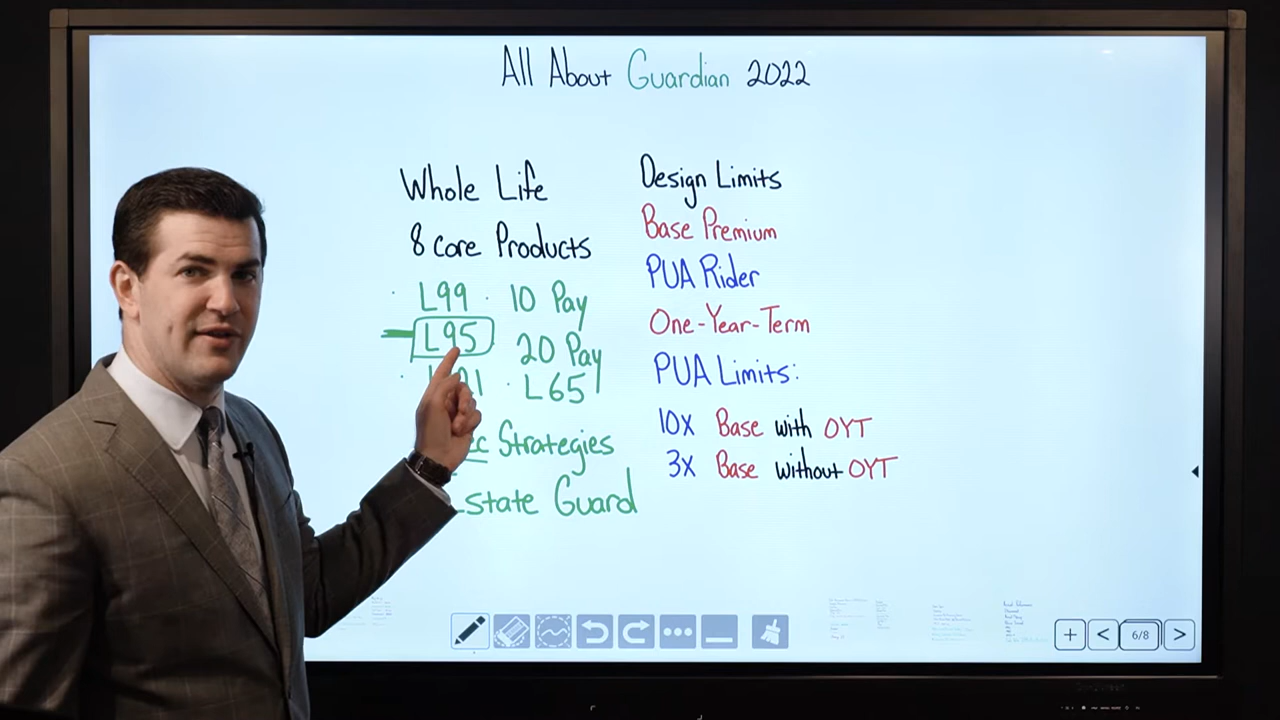 All About Guardian 2022
Whole Life
8 core Products
L99 10 Pay
L95 20 Pay
L65
Strategies
Guard
Design Limits
Base Premium
PUA Rider
One-Year-Term
PUA Limits:
10x Base with OYT
3x Base without OYT
6/8